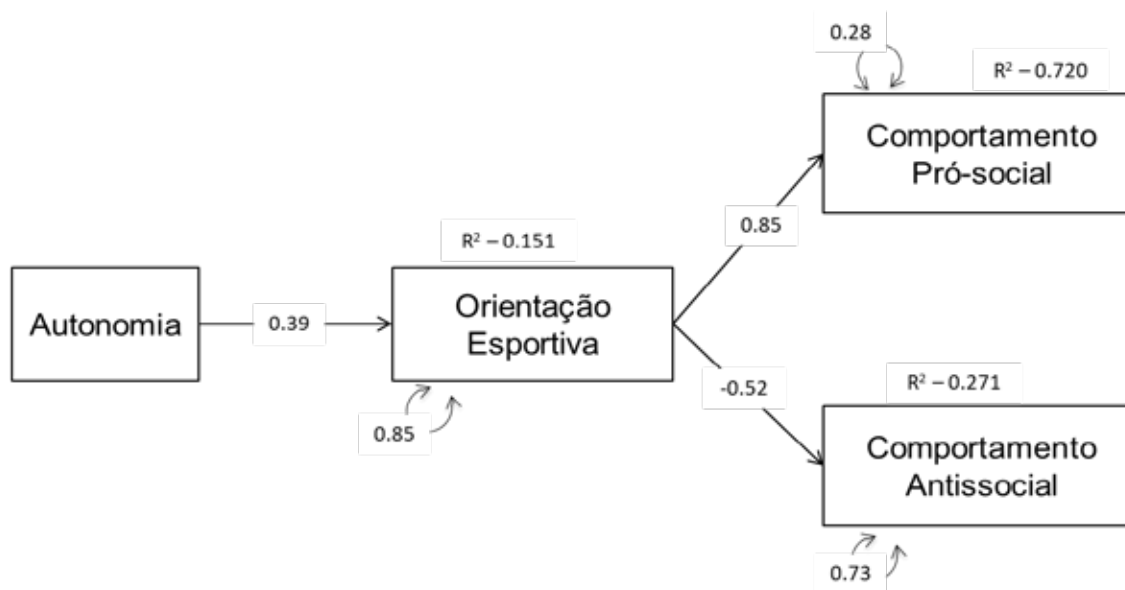 0.28
R² – 0.720
Comportamento
Pró-social
0.85
R² – 0.151
Autonomia
0.39
Orientação
Esportiva
0.85
-0.52
R² – 0.271
Comportamento
Antissocial
0.73